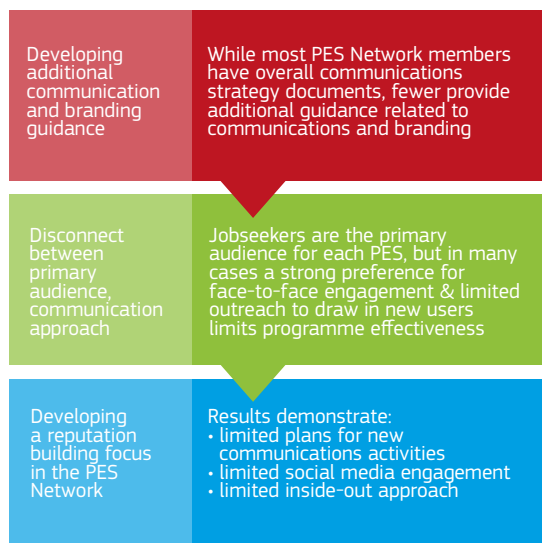 Developing
additional
communication
and branding
guidance
While most PES Network members
have overall communications
strategy documents, fewer provide
additional guidance related to
communications and branding
Disconnect
between
primary
audience,
communication
approach
Jobseekers are the primary
audience for each PES, but in many
cases a strong preference for
face-to-face engagement & limited
outreach to draw in new users
limits programme effectiveness
Developing
a reputation
building focus
in the PES
Network
Results demonstrate:
• limited plans for new
communications activities
• limited social media engagement
• limited inside-out approach